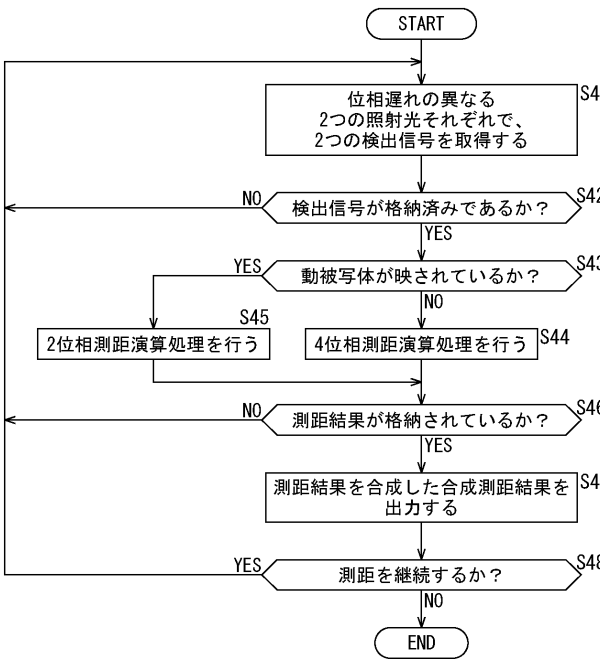 START
位相遅れの異なる
2つの照射光それぞれで、
2つの検出信号を取得する
S4
NO
検出信号が格納済みであるか？
S42
YES
YES
動被写体が映されているか？
S43
NO
S45
2位相測距演算処理を行う
4位相測距演算処理を行う
S44
NO
測距結果が格納されているか？
S46
YES
測距結果を合成した合成測距結果を
出力する
S4
YES
測距を継続するか？
S48
NO
END